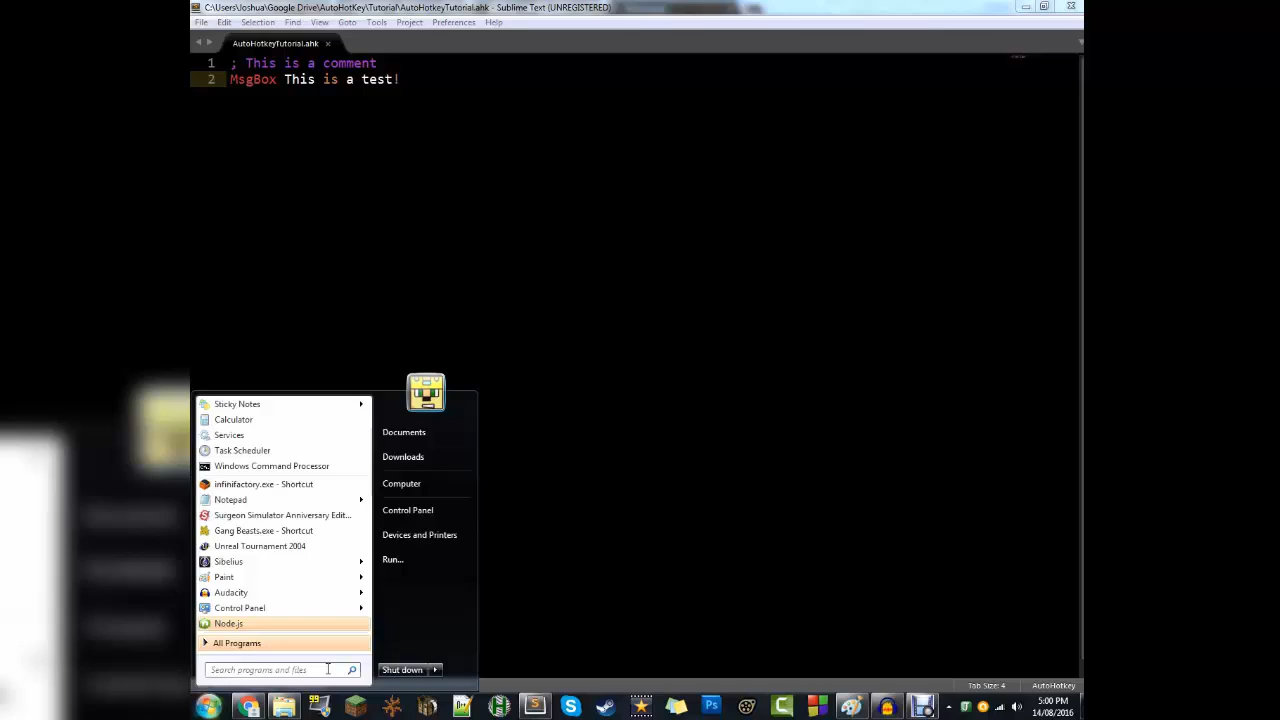 C:\Users\Joshua\Google Drive\AutoHotKey\Tutorial\AutoHotkeyTutorial.ahk - Sublime Text (UNREGISTERED)
File Edit Selection Find View Goto Tools Project Preferences Help
AutoHotkeyTutorial.ahk ×
1 ; This is a comment
2 MsgBox This is a test!
Sticky Notes
Calculator
Services
Task Scheduler
Windows Command Processor
infinifactory.exe - Shortcut
Notepad
Surgeon Simulator Anniversary Edit...
Gang Beasts.exe - Shortcut
Unreal Tournament 2004
Sibelius
Paint
Audacity
Control Panel
Node.js
All Programs
Search programs and files
Documents
Downloads
Computer
Control Panel
Devices and Printers
Run...
Shut down
Tab Size: 4 AutoHotkey
99
Ps
5:00 PM
14/08/2016